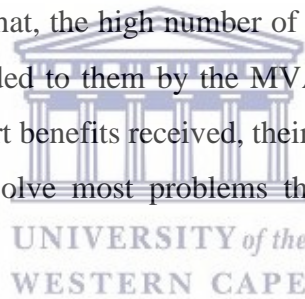 hat, the high number of
led to them by the MVA
rt benefits received, their
olve most problems th
UNIVERSITY of the
WESTERN CAPE